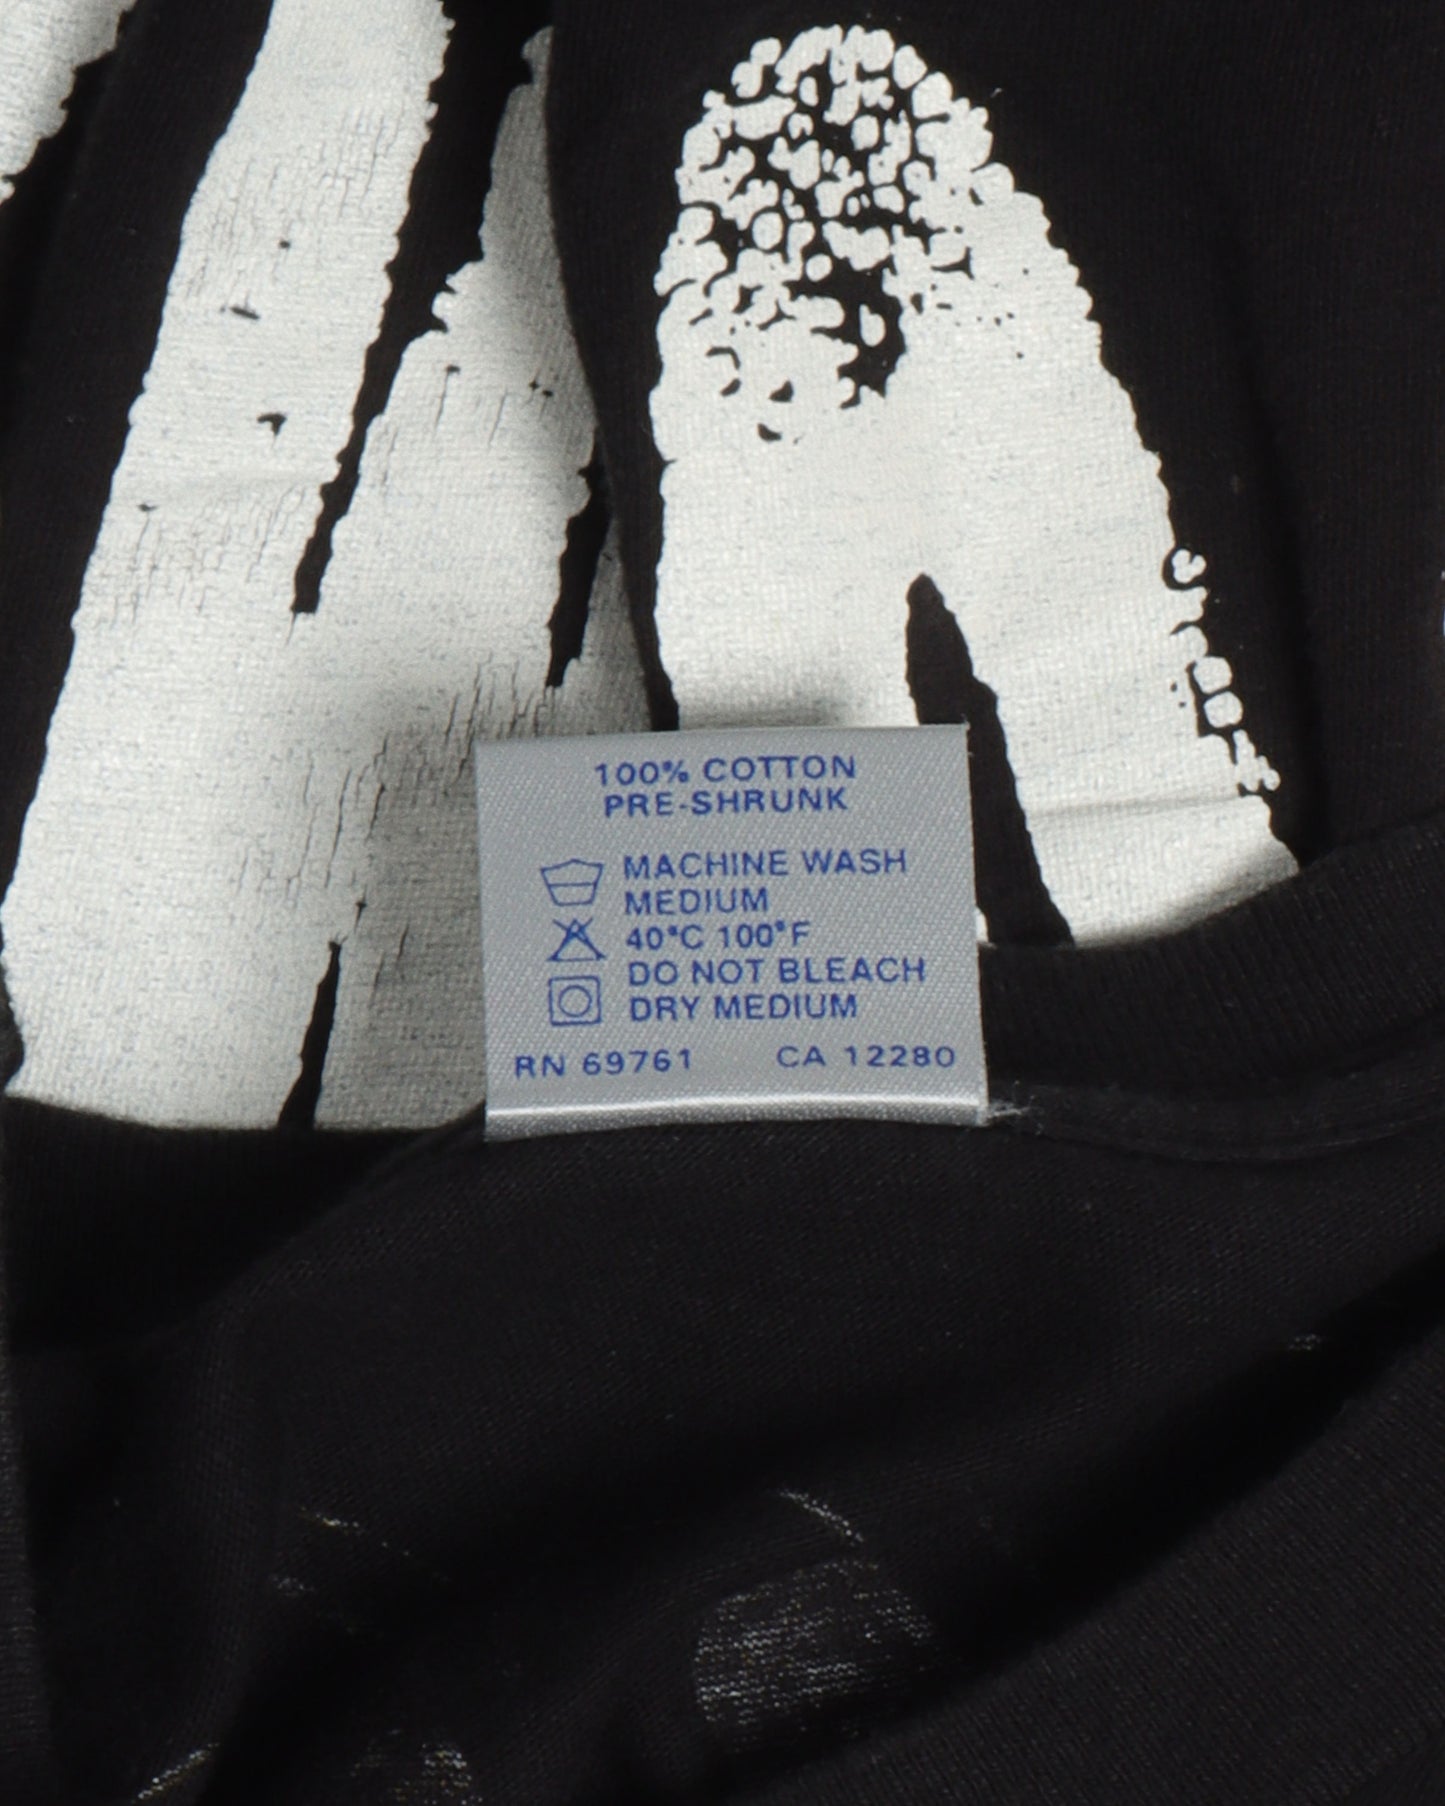 100% COTTON
PRE-SHRUNK
MACHINE WASH
MEDIUM
40°C 100°F
DO NOT BLEACH
DRY MEDIUM
RN 69761 CA 12280